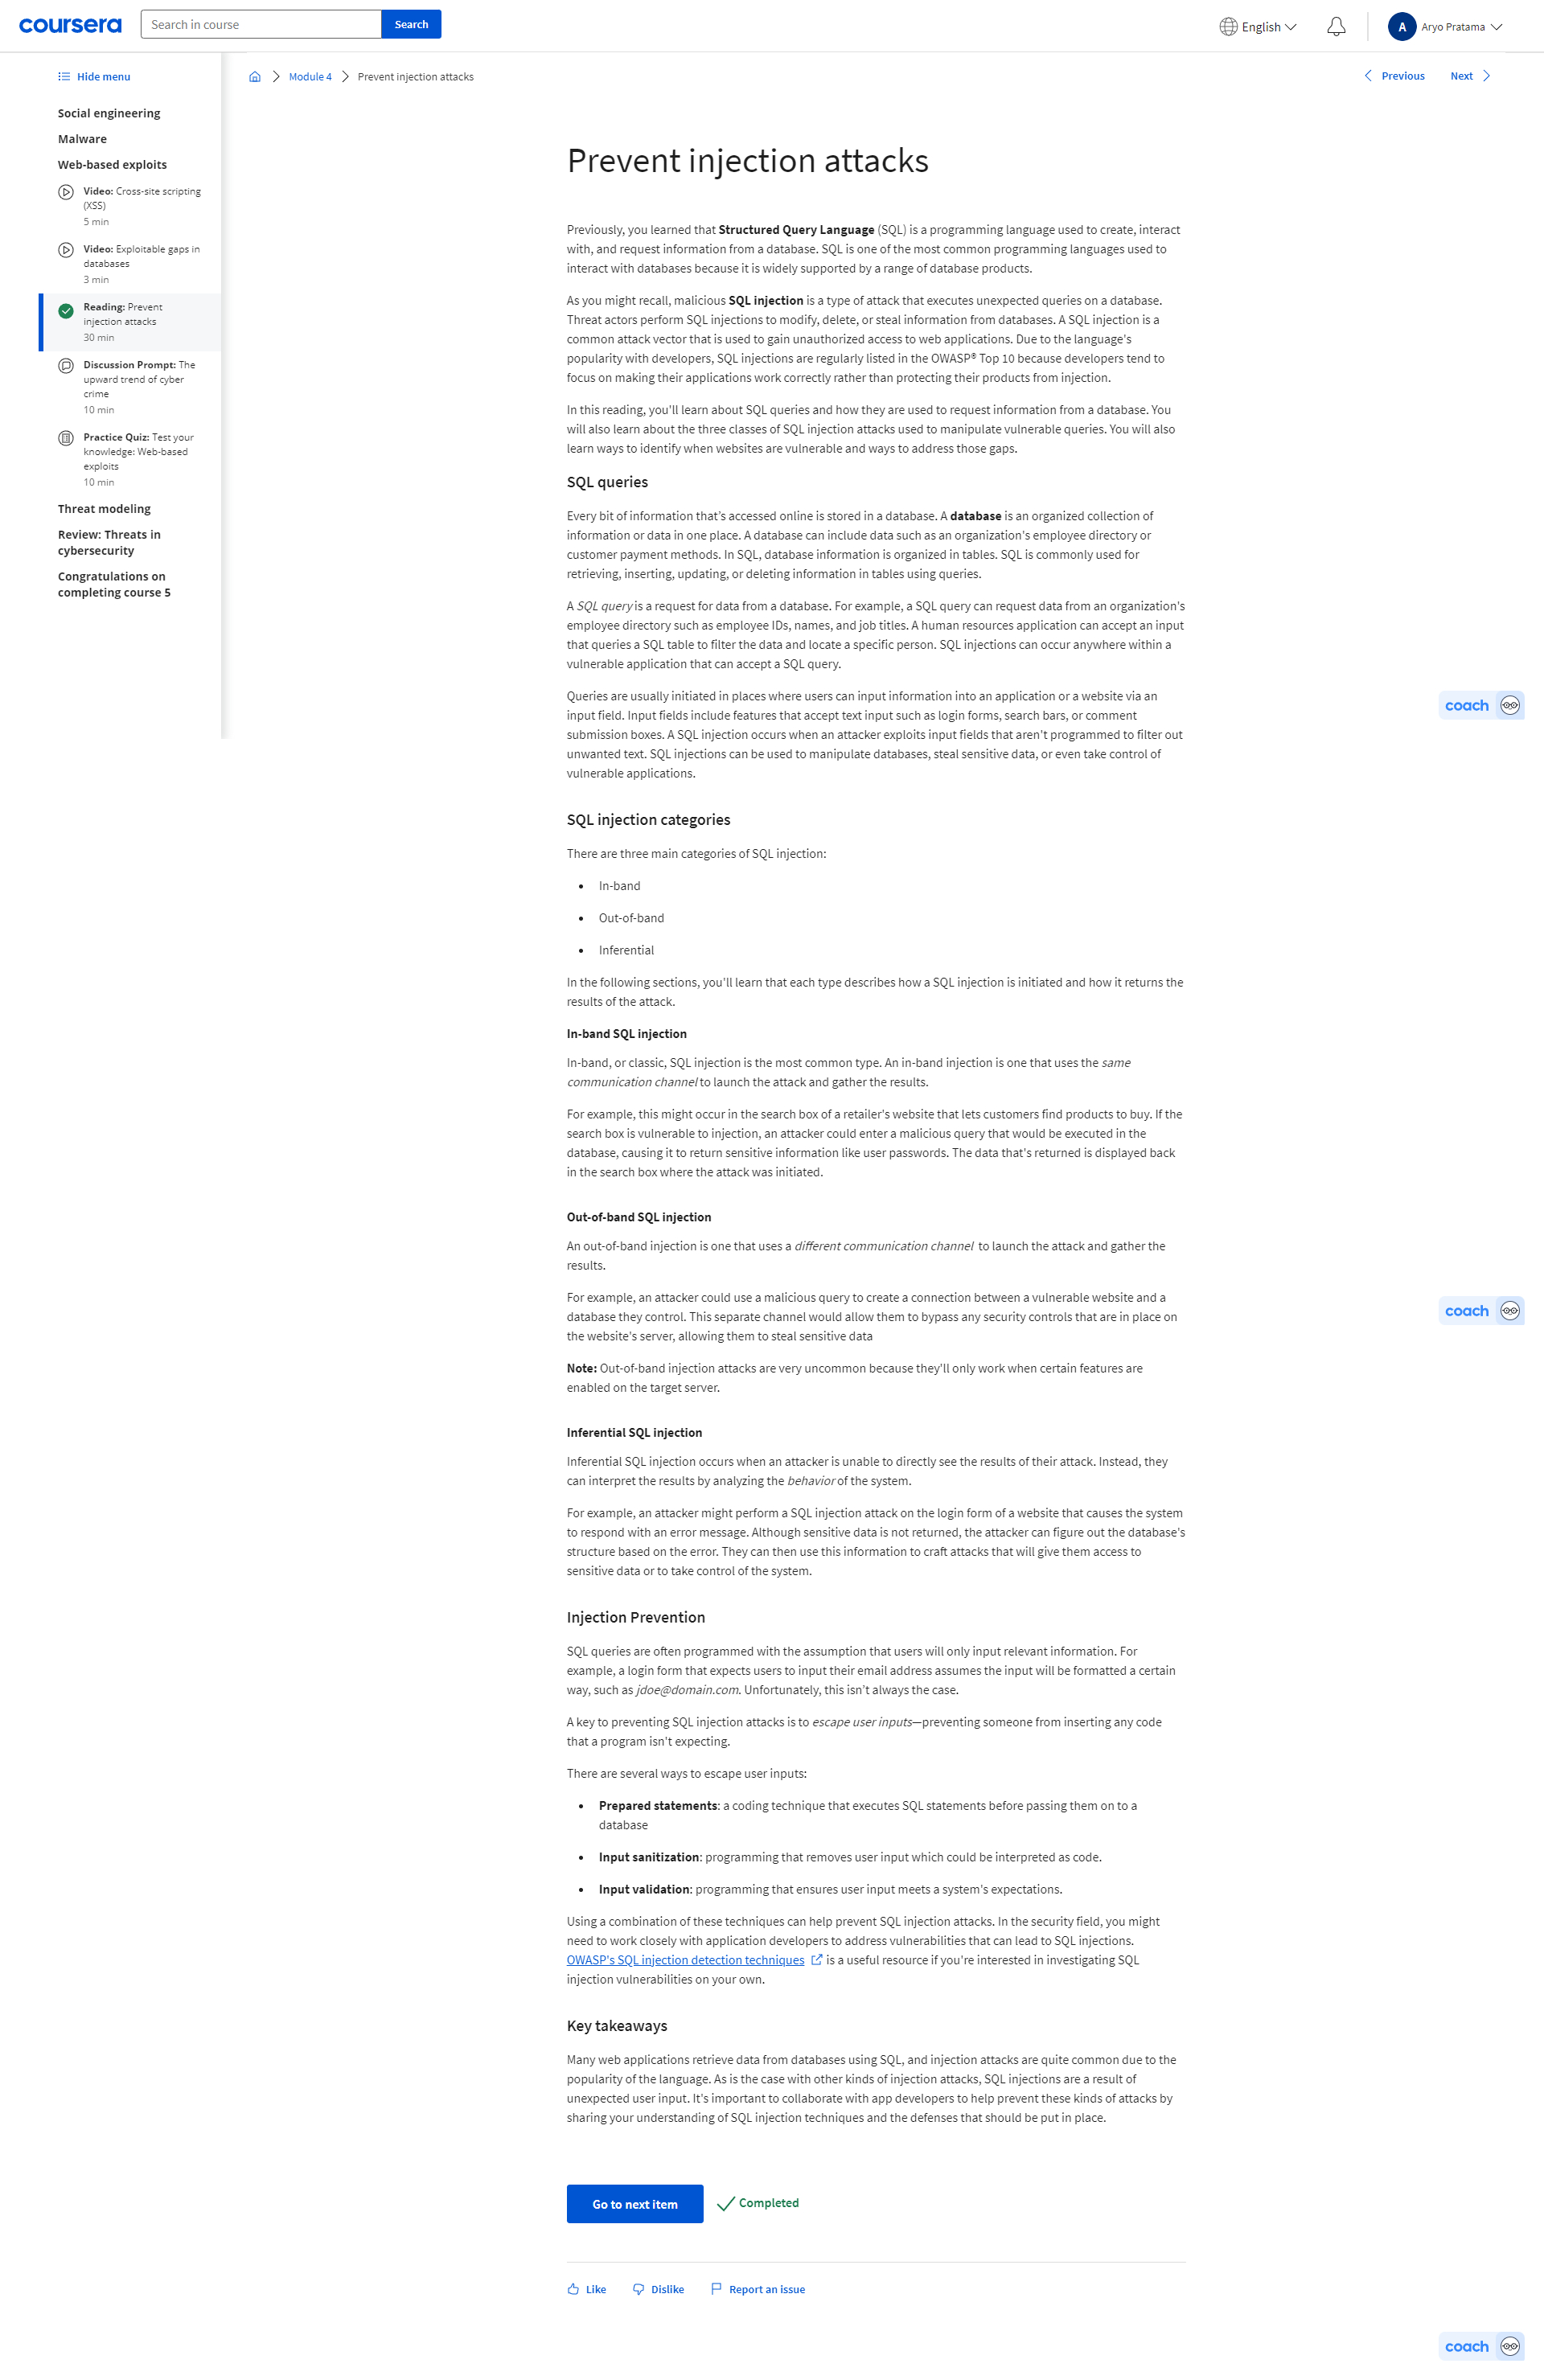 coursera
Search in course
Search
English
A
Aryo Pratama
Hide menu
Social engineering
Malware
Web-based exploits
Video: Cross-site scripting
(XSS)
5 min
Video: Exploitable gaps in
databases
3 min
Reading: Prevent
injection attacks
30 min
Discussion Prompt: The
upward trend of cyber
crime
10 min
Practice Quiz: Test your
knowledge: Web-based
exploits
10 min
Threat modeling
Review: Threats in
cybersecurity
Congratulations on
completing course 5
Module 4
Prevent injection attacks
Previous
Next
Prevent injection attacks
Previously, you learned that Structured Query Language (SQL) is a programming language used to create, interact
with, and request information from a database. SQL is one of the most common programming languages used to
interact with databases because it is widely supported by a range of database products.
As you might recall, malicious SQL injection is a type of attack that executes unexpected queries on a database.
Threat actors perform SQL injections to modify, delete, or steal information from databases. A SQL injection is a
common attack vector that is used to gain unauthorized access to web applications. Due to the language's
popularity with developers, SQL injections are regularly listed in the OWASP® Top 10 because developers tend to
focus on making their applications work correctly rather than protecting their products from injection.
In this reading, you'll learn about SQL queries and how they are used to request information from a database. You
will also learn about the three classes of SQL injection attacks used to manipulate vulnerable queries. You will also
learn ways to identify when websites are vulnerable and ways to address those gaps.
SQL queries
Every bit of information that’s accessed online is stored in a database. A database is an organized collection of
information or data in one place. A database can include data such as an organization's employee directory or
customer payment methods. In SQL, database information is organized in tables. SQL is commonly used for
retrieving, inserting, updating, or deleting information in tables using queries.
A SQL query is a request for data from a database. For example, a SQL query can request data from an organization's
employee directory such as employee IDs, names, and job titles. A human resources application can accept an input
that queries a SQL table to filter the data and locate a specific person. SQL injections can occur anywhere within a
vulnerable application that can accept a SQL query.
Queries are usually initiated in places where users can input information into an application or a website via an
input field. Input fields include features that accept text input such as login forms, search bars, or comment
submission boxes. A SQL injection occurs when an attacker exploits input fields that aren't programmed to filter out
unwanted text. SQL injections can be used to manipulate databases, steal sensitive data, or even take control of
vulnerable applications.
coach
SQL injection categories
There are three main categories of SQL injection:
• In-band
• Out-of-band
• Inferential
In the following sections, you'll learn that each type describes how a SQL injection is initiated and how it returns the
results of the attack.
In-band SQL injection
In-band, or classic, SQL injection is the most common type. An in-band injection is one that uses the same
communication channel to launch the attack and gather the results.
For example, this might occur in the search box of a retailer's website that lets customers find products to buy. If the
search box is vulnerable to injection, an attacker could enter a malicious query that would be executed in the
database, causing it to return sensitive information like user passwords. The data that's returned is displayed back
in the search box where the attack was initiated.
Out-of-band SQL injection
An out-of-band injection is one that uses a different communication channel to launch the attack and gather the
results.
For example, an attacker could use a malicious query to create a connection between a vulnerable website and a
database they control. This separate channel would allow them to bypass any security controls that are in place on
the website's server, allowing them to steal sensitive data
coach
Note: Out-of-band injection attacks are very uncommon because they'll only work when certain features are
enabled on the target server.
Inferential SQL injection
Inferential SQL injection occurs when an attacker is unable to directly see the results of their attack. Instead, they
can interpret the results by analyzing the behavior of the system.
For example, an attacker might perform a SQL injection attack on the login form of a website that causes the system
to respond with an error message. Although sensitive data is not returned, the attacker can figure out the database's
structure based on the error. They can then use this information to craft attacks that will give them access to
sensitive data or to take control of the system.
Injection Prevention
SQL queries are often programmed with the assumption that users will only input relevant information. For
example, a login form that expects users to input their email address assumes the input will be formatted a certain
way, such as jdoe@domain.com. Unfortunately, this isn’t always the case.
A key to preventing SQL injection attacks is to escape user inputs—preventing someone from inserting any code
that a program isn't expecting.
There are several ways to escape user inputs:
• Prepared statements: a coding technique that executes SQL statements before passing them on to a
database
• Input sanitization: programming that removes user input which could be interpreted as code.
• Input validation: programming that ensures user input meets a system's expectations.
Using a combination of these techniques can help prevent SQL injection attacks. In the security field, you might
need to work closely with application developers to address vulnerabilities that can lead to SQL injections.
OWASP's SQL injection detection techniques is a useful resource if you're interested in investigating SQL
injection vulnerabilities on your own.
Key takeaways
Many web applications retrieve data from databases using SQL, and injection attacks are quite common due to the
popularity of the language. As is the case with other kinds of injection attacks, SQL injections are a result of
unexpected user input. It's important to collaborate with app developers to help prevent these kinds of attacks by
sharing your understanding of SQL injection techniques and the defenses that should be put in place.
Go to next item
Completed
Like
Dislike
Report an issue
coach